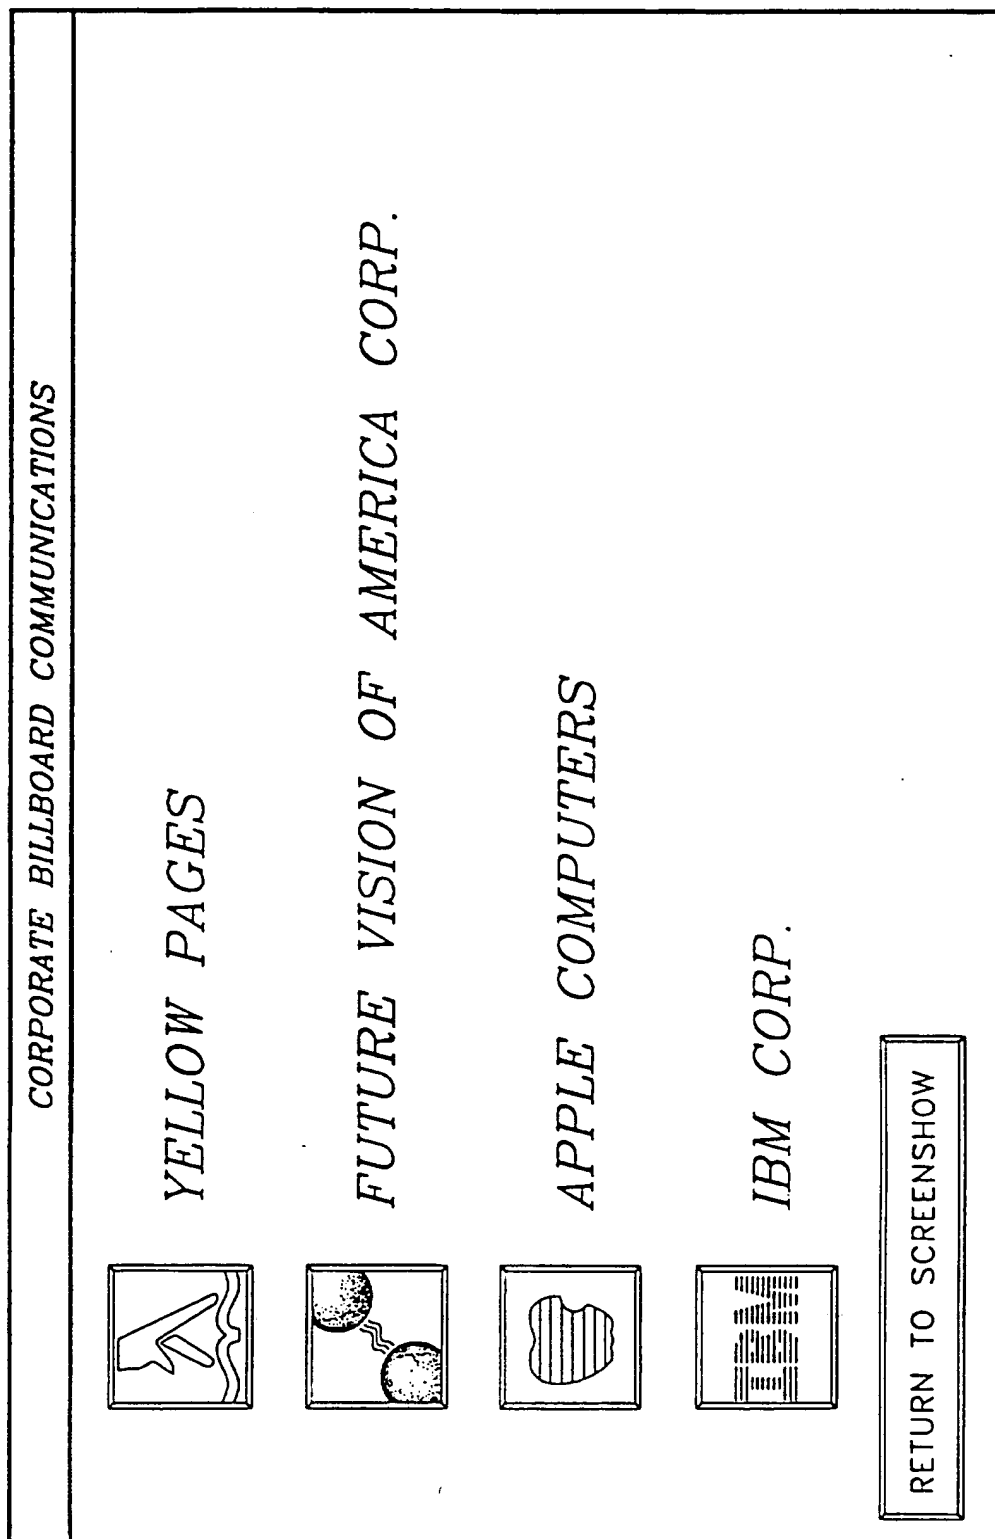 CORPORATE BILLBOARD COMMUNICATIONS
YELLOW PAGES
FUTURE VISION OF AMERICA CORP.
APPLE COMPUTERS
IBM
IBM CORP.
RETURN TO SCREENSHOW